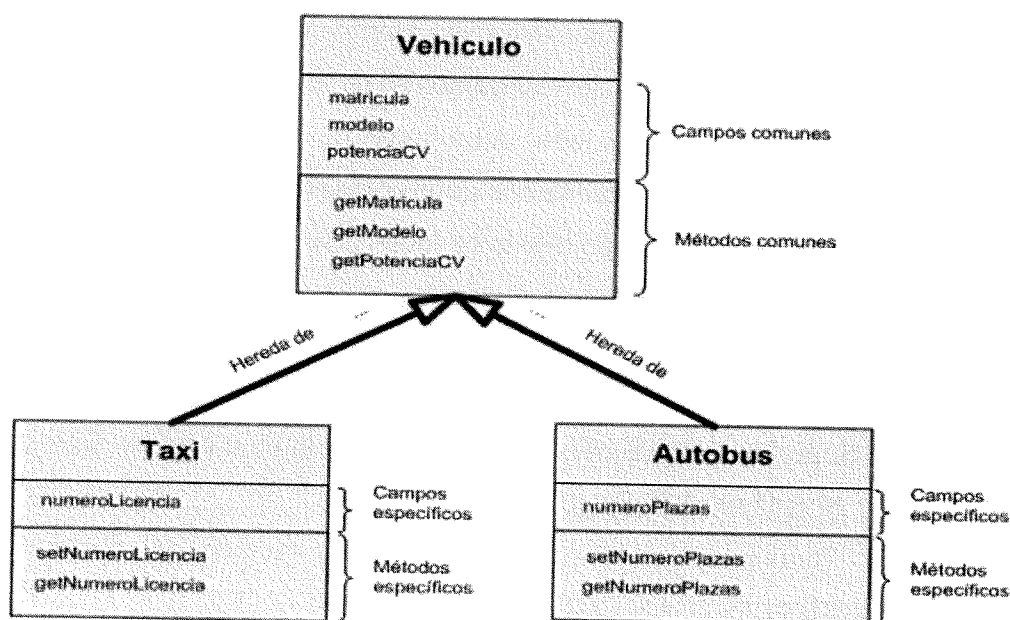 Vehiculo
matricula
modelo
potenciaCV
Campos comunes
getMatricula
getModelo
getPotenciaCV
Métodos comunes
Hereda de ...
... Hereda de
Taxi
numeroLicencia
Campos
específicos
setNumeroLicencia
getNumeroLicencia
Métodos
específicos
Autobus
numeroPlazas
Campos
específicos
setNumeroPlazas
getNumeroPlazas
Métodos
específicos